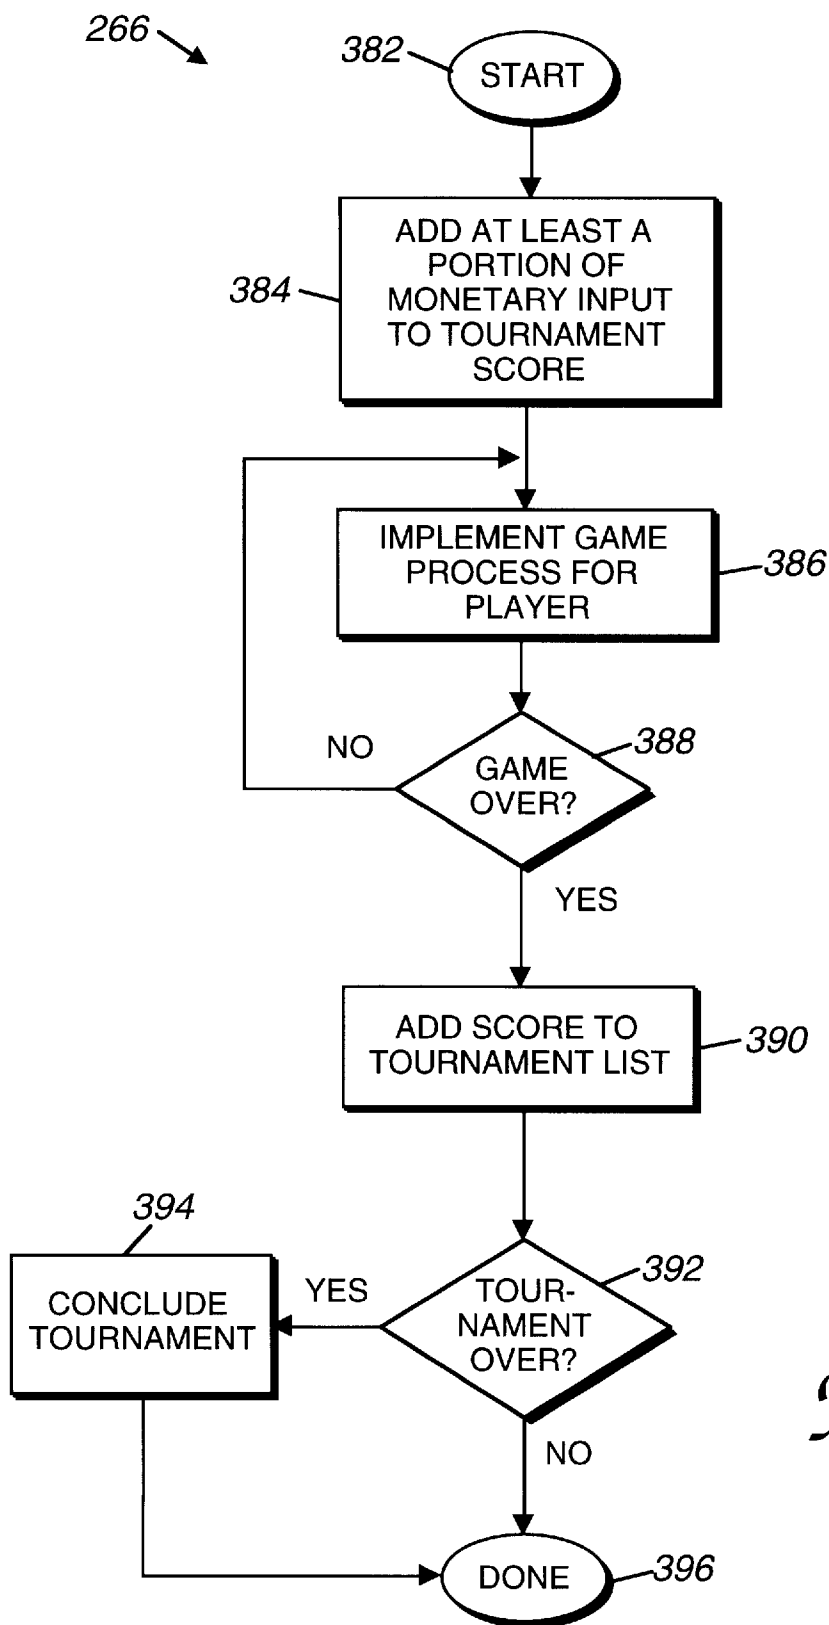 266
382
START
ADD AT LEAST A
PORTION OF
MONETARY INPUT
TO TOURNAMENT
SCORE
384
IMPLEMENT GAME
PROCESS FOR
PLAYER
386
NO
388
GAME
OVER?
YES
ADD SCORE TO
TOURNAMENT LIST
390
394
CONCLUDE
TOURNAMENT
YES
392
TOUR-
NAMENT
OVER?
NO
DONE
396